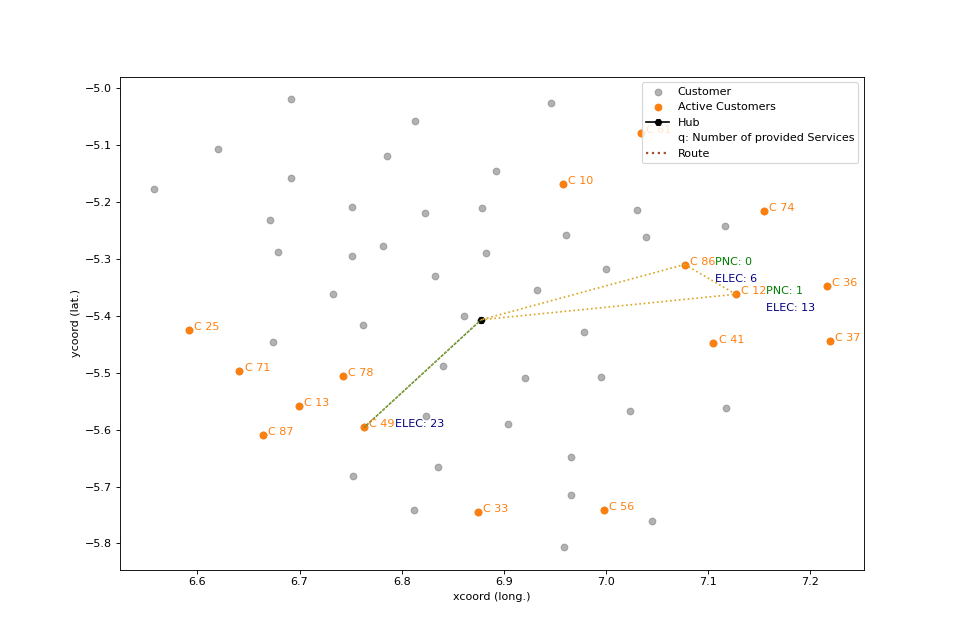 Customer
Active Customers
Hub
q: Number of provided Services
Route
C 61
C 10
C 74
C 86
PNC: 0
ELEC: 6
C 12
PNC: 1
ELEC: 13
C 36
C 25
C 41
C 37
C 71
C 78
C 13
C 49
ELEC: 23
C 87
C 33
C 56
−5.0
−5.1
−5.2
−5.3
−5.4
−5.5
−5.6
−5.7
−5.8
ycoord (lat.)
6.6
6.7
6.8
6.9
7.0
7.1
7.2
xcoord (long.)